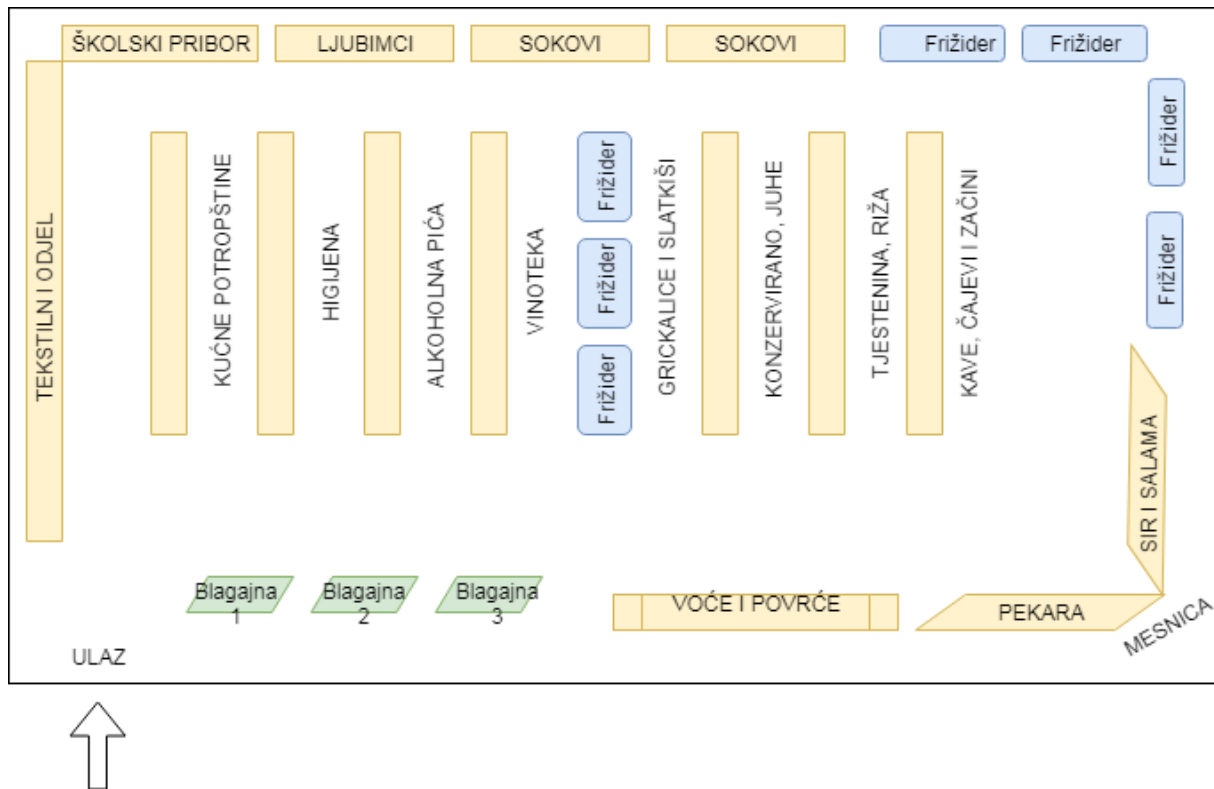 ŠKOLSKI PRIBOR
LJUBIMCI
SOKOVI
SOKOVI
Frižider
Frižider
TEKSTILN I ODJEL
KUĆNE POTROPŠTINE
HIGIJENA
ALKOHOLNA PIĆA
VINOTEKA
Frižider
Frižider
Frižider
GRICKALICE I SLATKIŠI
KONZERVIRANO, JUHE
TJESTENINA, RIŽA
KAVE, ČAJEVI I ZAČINI
Frižider
Frižider
SIR I SALAMA
Blagajna
1
Blagajna
2
Blagajna
3
VOĆE I POVRĆE
PEKARA
MESNICA
ULAZ